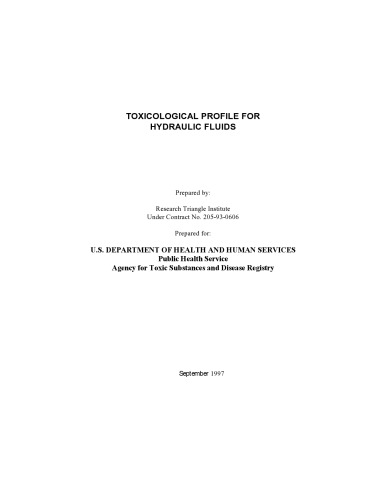 TOXICOLOGICAL PROFILE FOR
HYDRAULIC FLUIDS
Prepared by:
Research Triangle Institute
Under Contract No. 205-93-0606
Prepared for:
U.S. DEPARTMENT OF HEALTH AND HUMAN SERVICES
Public Health Service
Agency for Toxic Substances and Disease Registry
September 1997